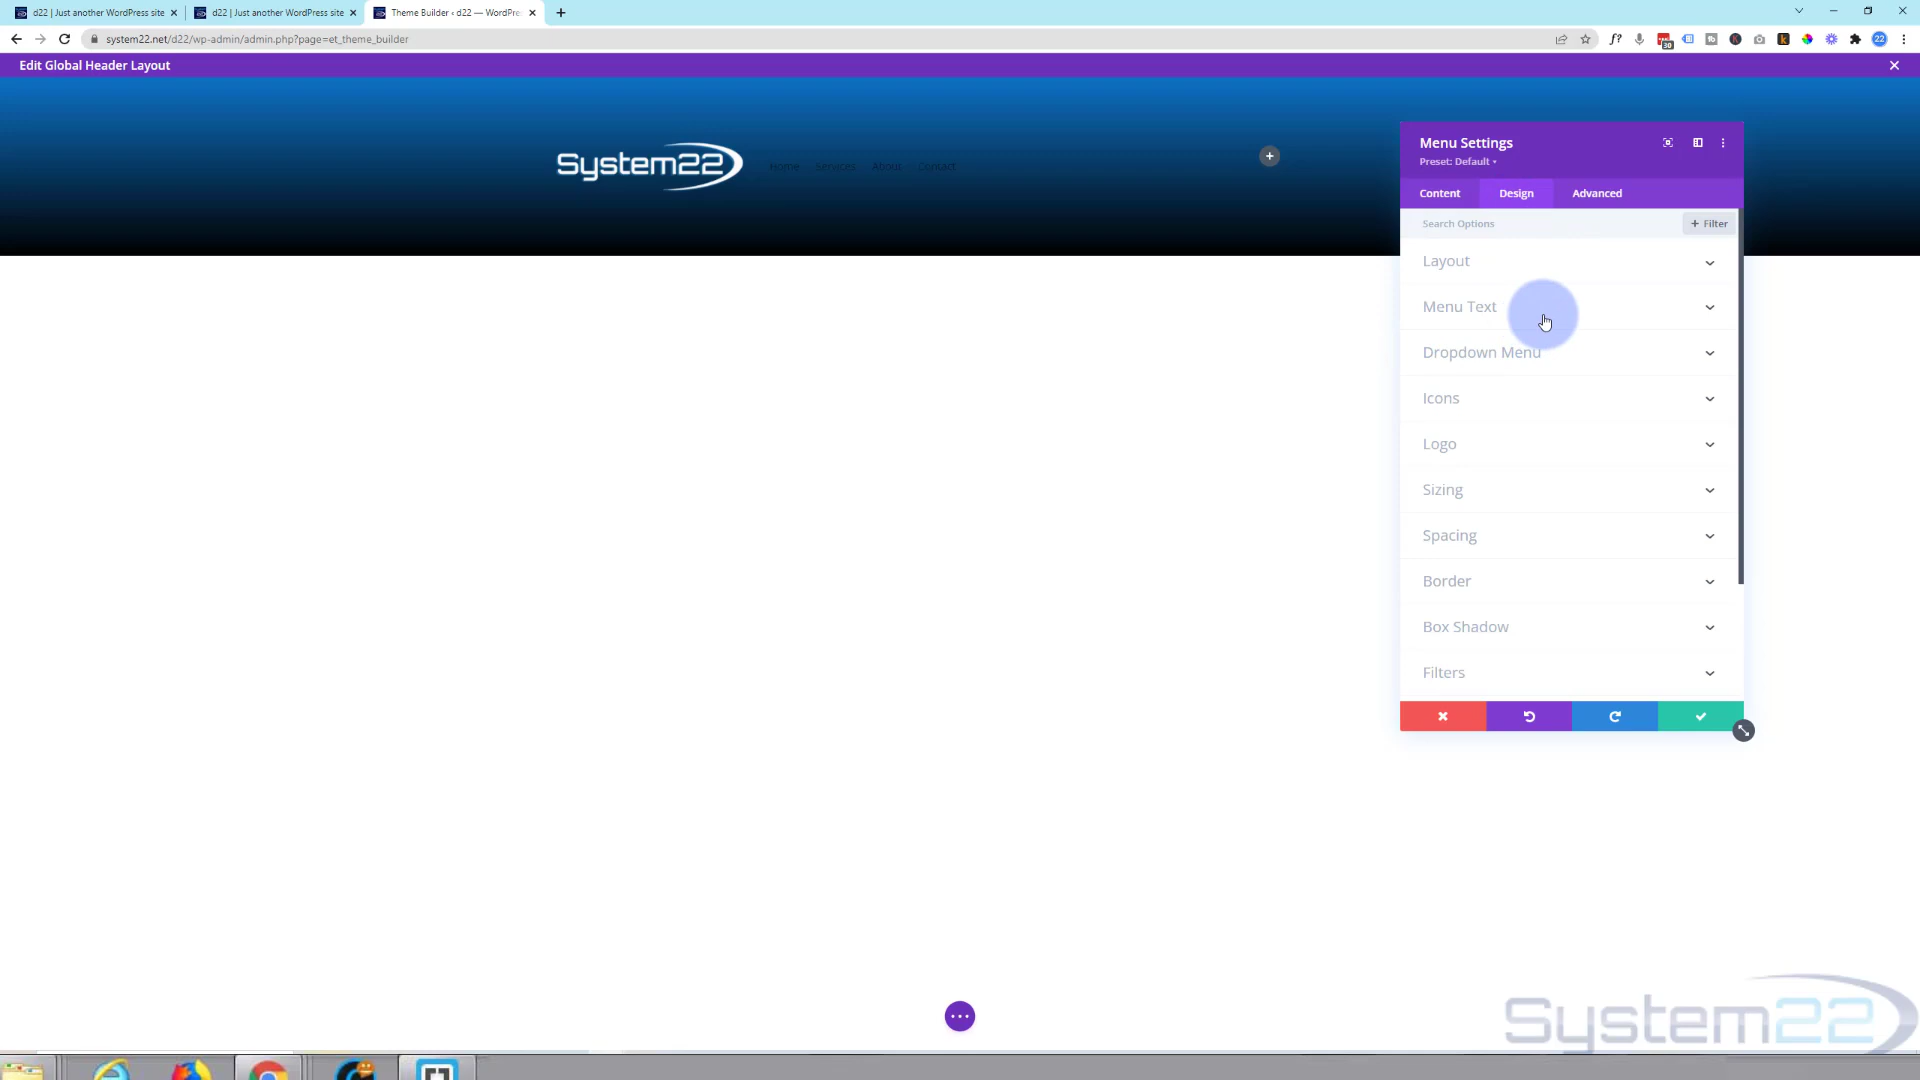 d22 | Just another WordPress site
d22 | Just another WordPress site
Theme Builder ‹ d22 — WordPre
system22.net/d22/wp-admin/admin.php?page=et_theme_builder
f?
30
22
Edit Global Header Layout
System22
Home
Services
About
Contact
Menu Settings
Preset: Default
Content
Design
Advanced
Search Options
+ Filter
Layout
Menu Text
Dropdown Menu
Icons
Logo
Sizing
Spacing
Border
Box Shadow
Filters
System22